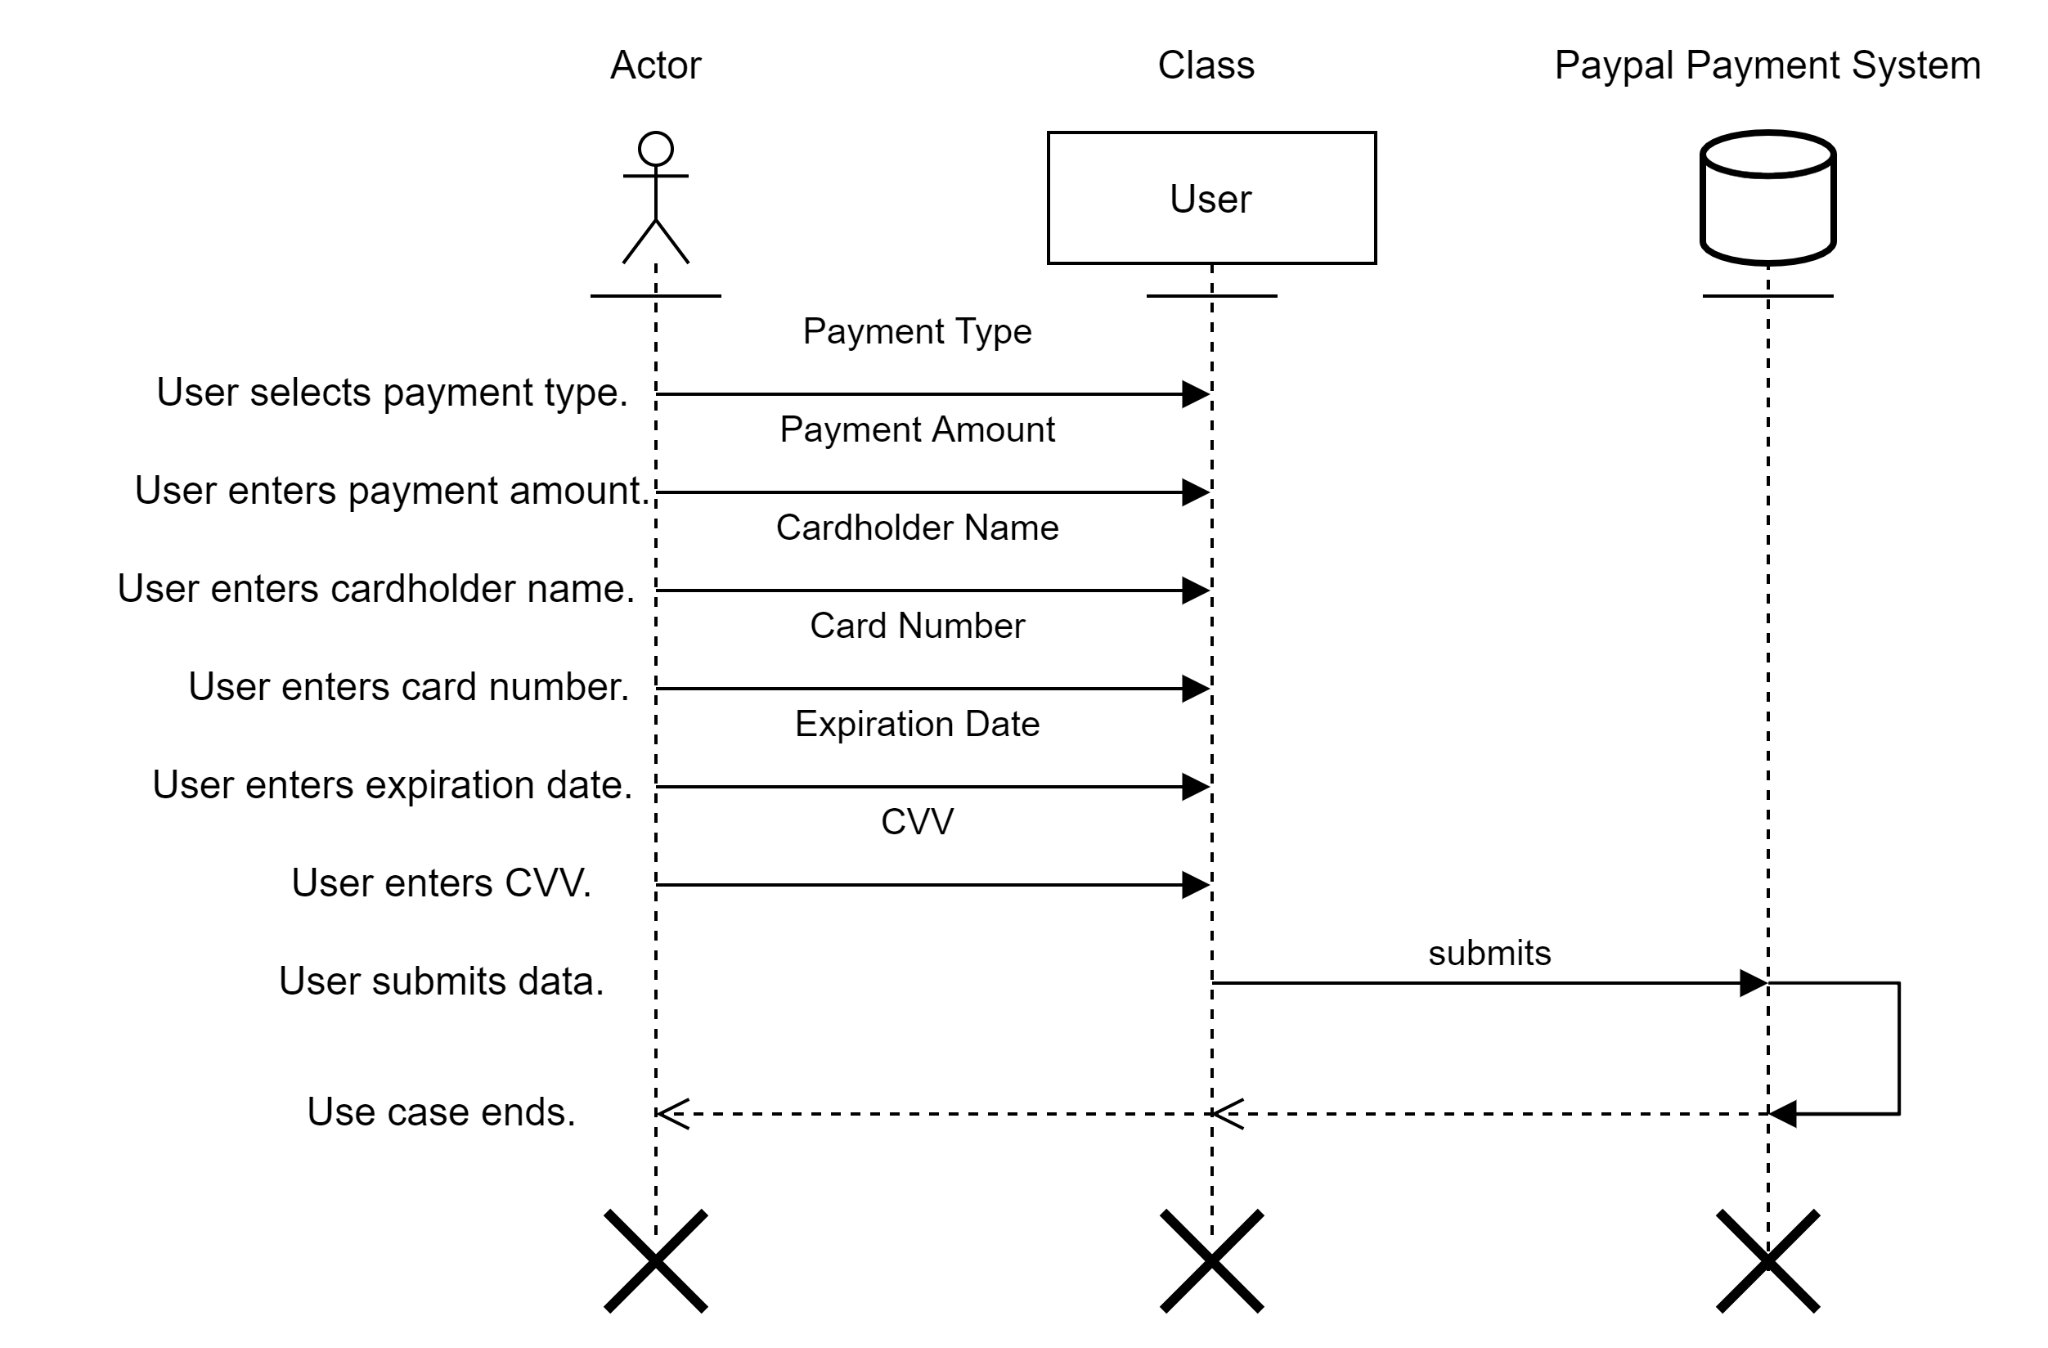 Actor
Class
Paypal Payment System
User
Payment Type
User selects payment type.
Payment Amount
User enters payment amount.
Cardholder Name
User enters cardholder name.
Card Number
User enters card number.
Expiration Date
User enters expiration date.
CVV
User enters CVV.
submits
User submits data.
Use case ends.